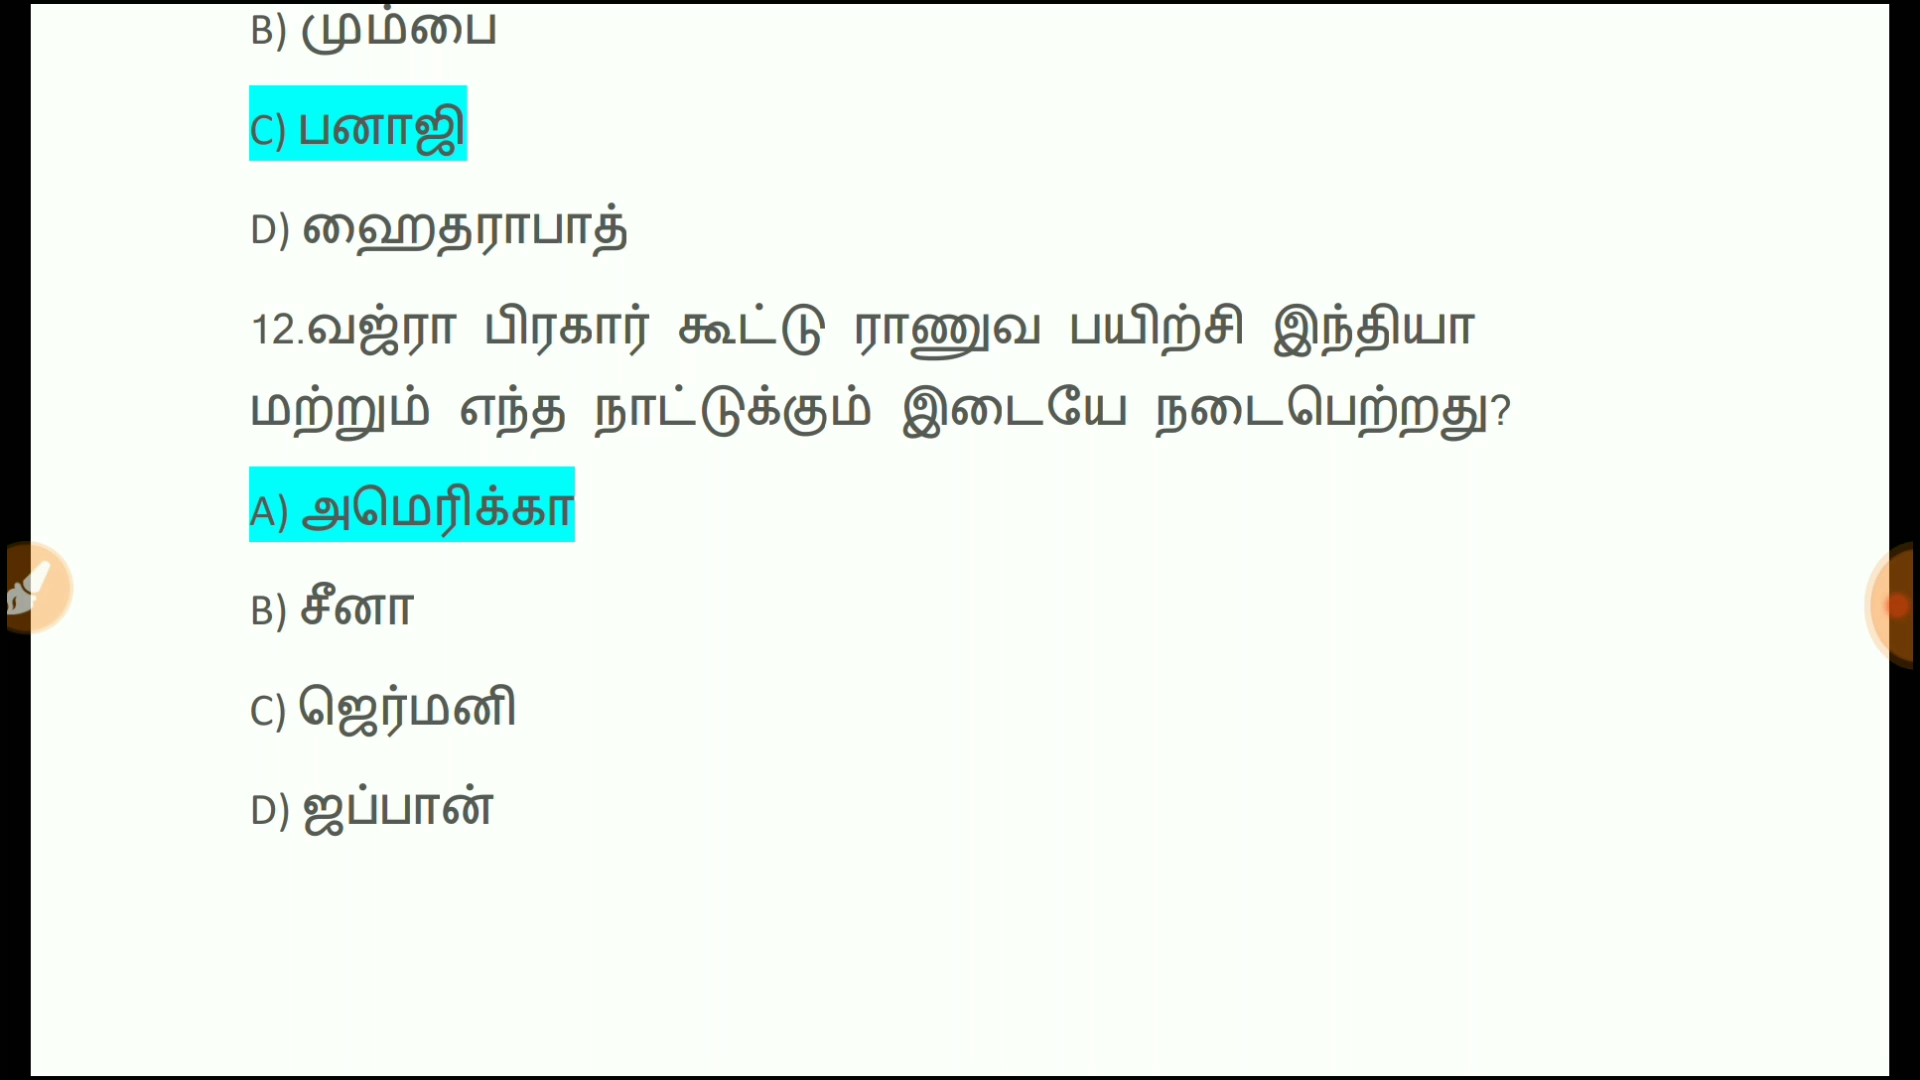 B) மும்பை
C) பனாஜி
D) ஹைதராபாத்
12.வஜ்ரா பிரகார் கூட்டு ராணுவ பயிற்சி இந்தியா
மற்றும் எந்த நாட்டுக்கும் இடையே நடைபெற்றது?
A) அமெரிக்கா
B) சீனா
C) ஜெர்மனி
D) ஜப்பான்